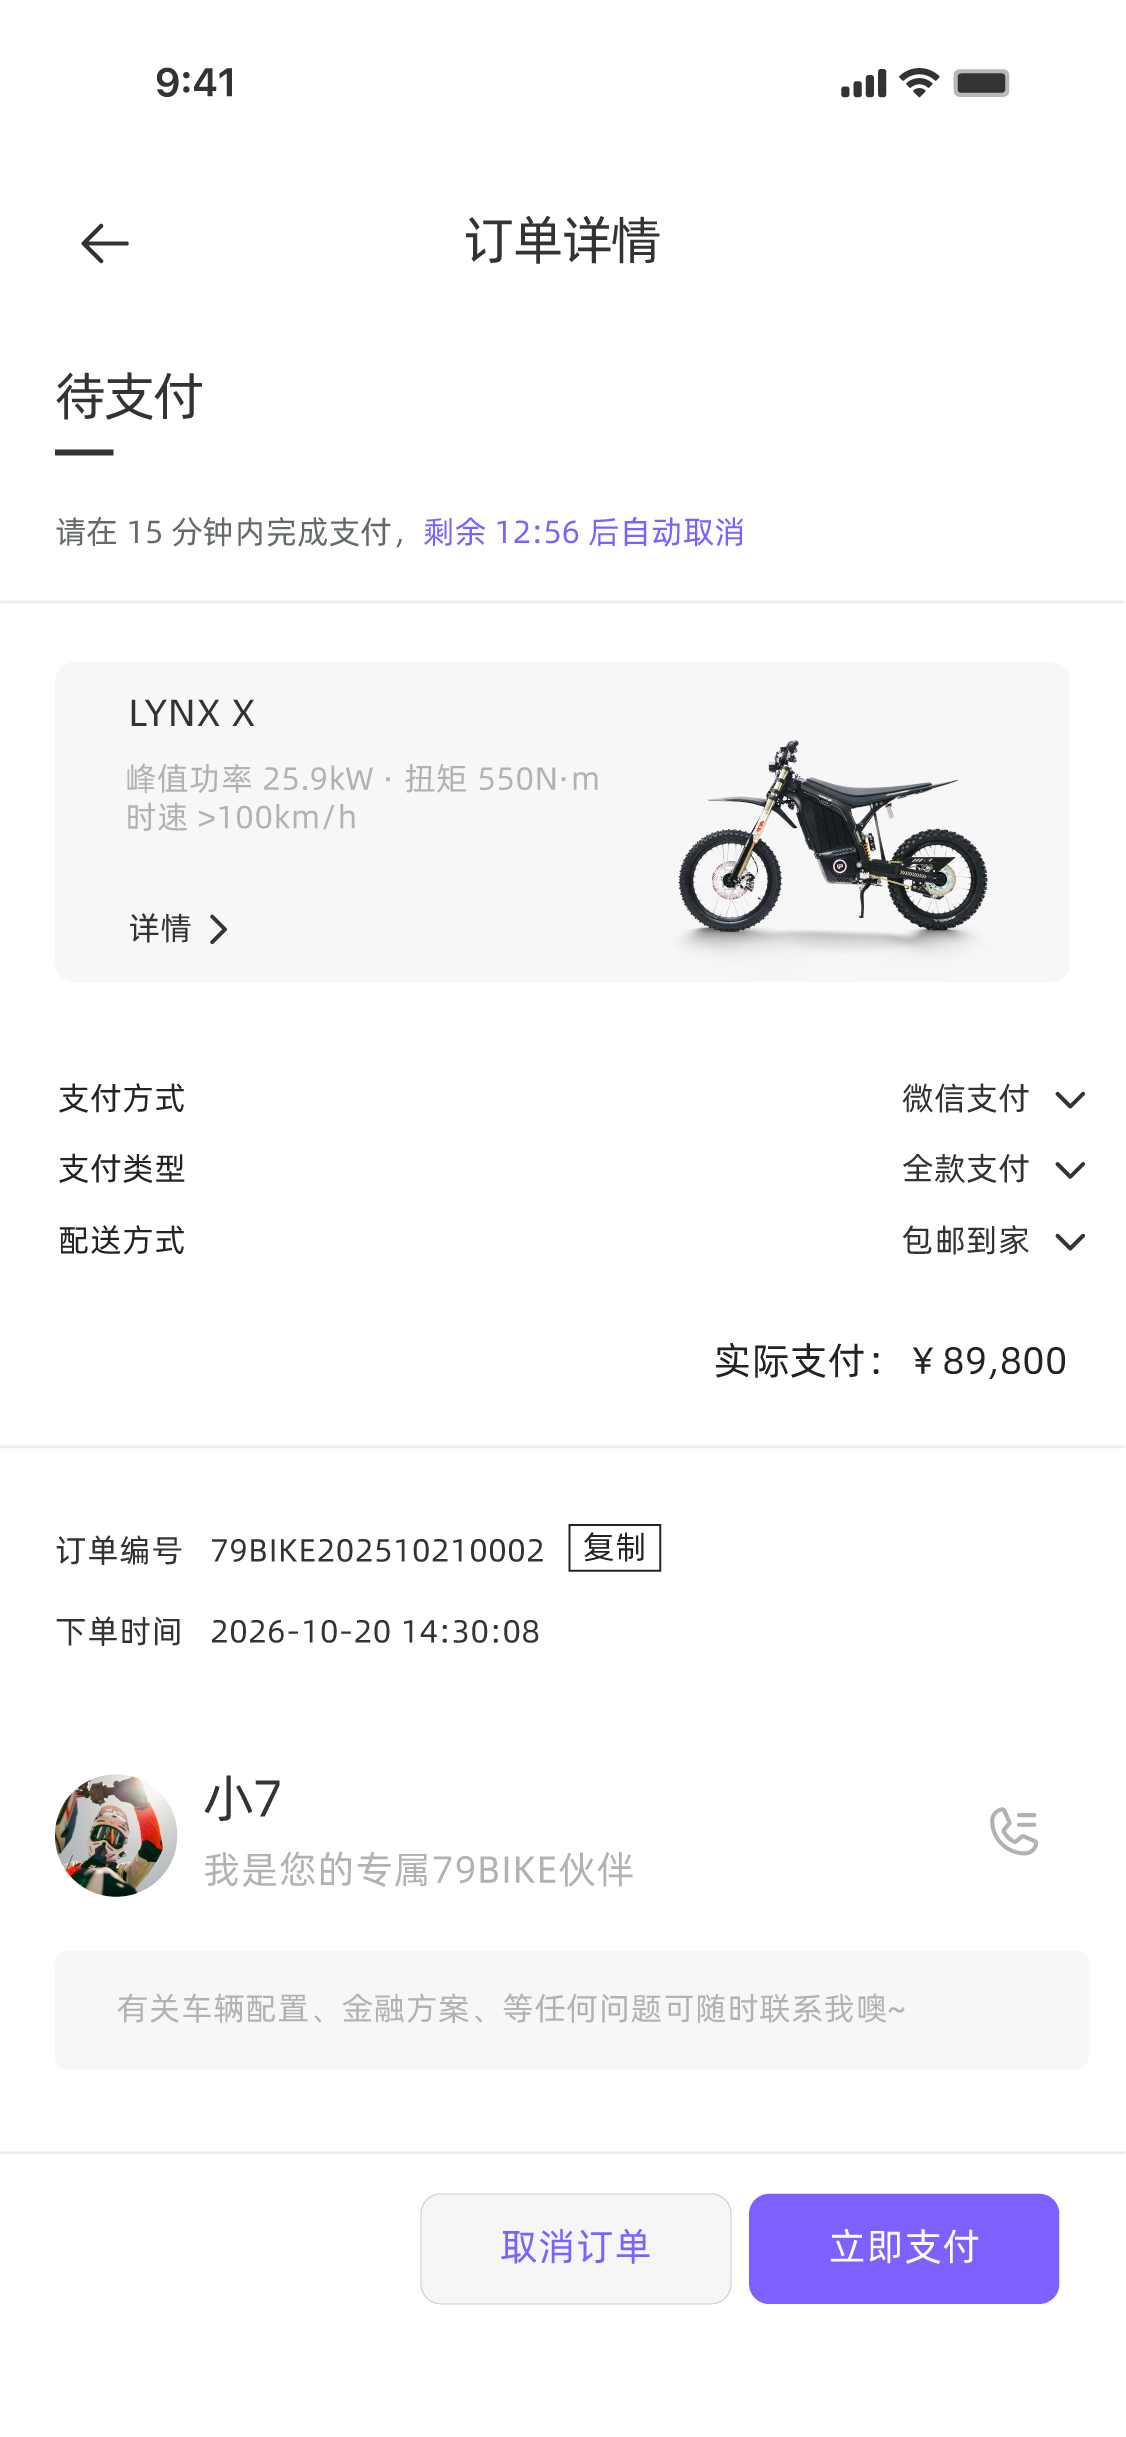 9:41
订单详情
待支付
请在 15 分钟内完成支付，剩余 12:56 后自动取消
LYNX X
峰值功率 25.9kW · 扭矩 550N·m
时速 >100km/h
详情
支付方式 微信支付
支付类型 全款支付
配送方式 包邮到家
实际支付： ¥ 89,800
订单编号 79BIKE202510210002 复制
下单时间 2026-10-20 14:30:08
小7
我是您的专属79BIKE伙伴
有关车辆配置、金融方案、等任何问题可随时联系我噢~
取消订单 立即支付